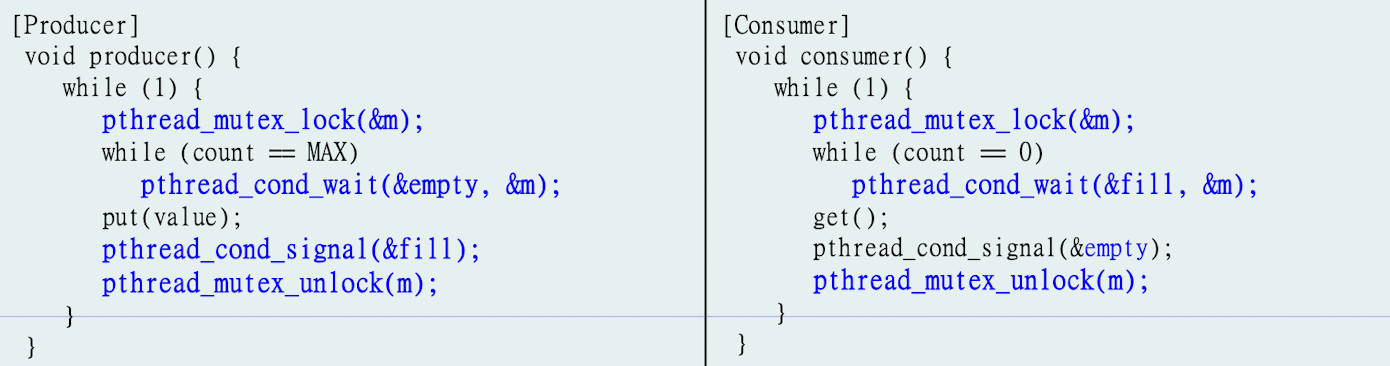 [Producer]
void producer() {
while (1) {
pthread_mutex_lock(&m);
while (count == MAX)
pthread_cond_wait(&empty, &m);
put(value);
pthread_cond_signal(&fill);
pthread_mutex_unlock(m);
}
}
[Consumer]
void consumer() {
while (1) {
pthread_mutex_lock(&m);
while (count == 0)
pthread_cond_wait(&fill, &m);
get();
pthread_cond_signal(&empty);
pthread_mutex_unlock(m);
}
}